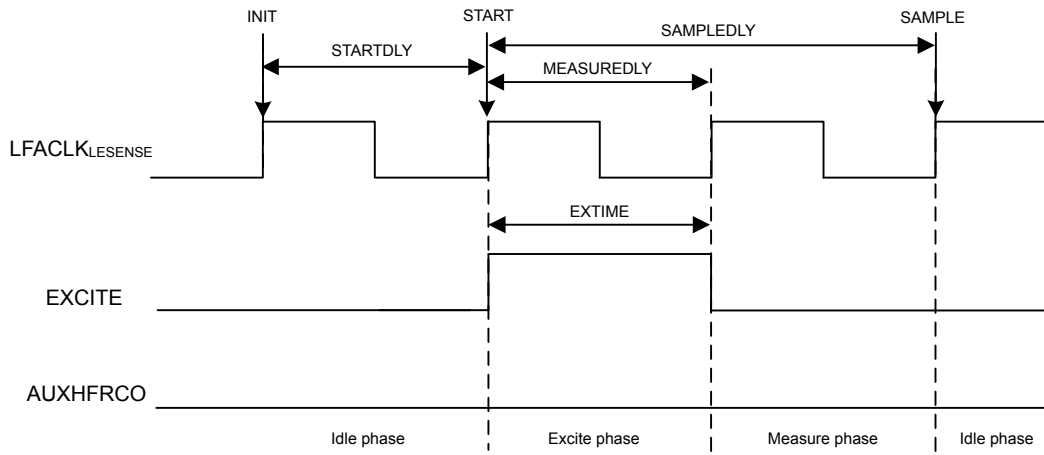 INIT
START
SAMPLE
STARTDLY
SAMPLEDLY
MEASUREDLY
LFACLKLESENSE
EXTIME
EXCITE
AUXHFRCO
Idle phase
Excite phase
Measure phase
Idle phase